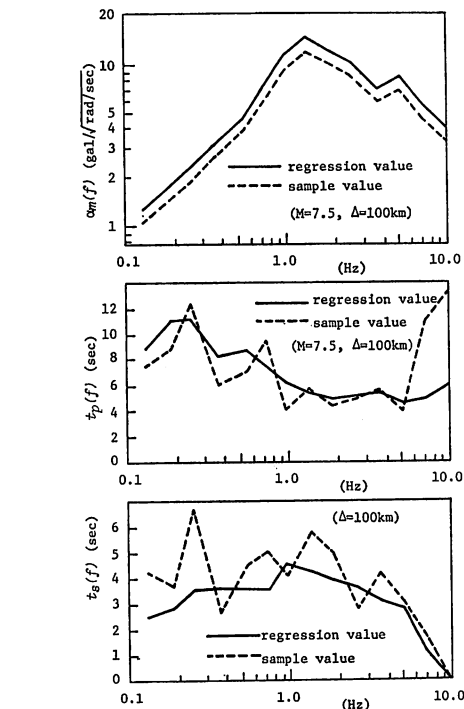 20
10
5
4
3
2
1
αm(f) (gal/√rad/sec)
regression value
sample value
(M=7.5, Δ=100km)
0.1
1.0
(Hz)
10.0
12
10
8
6
4
2
0
tp(f) (sec)
regression value
sample value
(M=7.5, Δ=100km)
0.1
1.0
(Hz)
10.0
6
5
4
3
2
1
0
ts(f) (sec)
(Δ=100km)
regression value
sample value
0.1
1.0
(Hz)
10.0